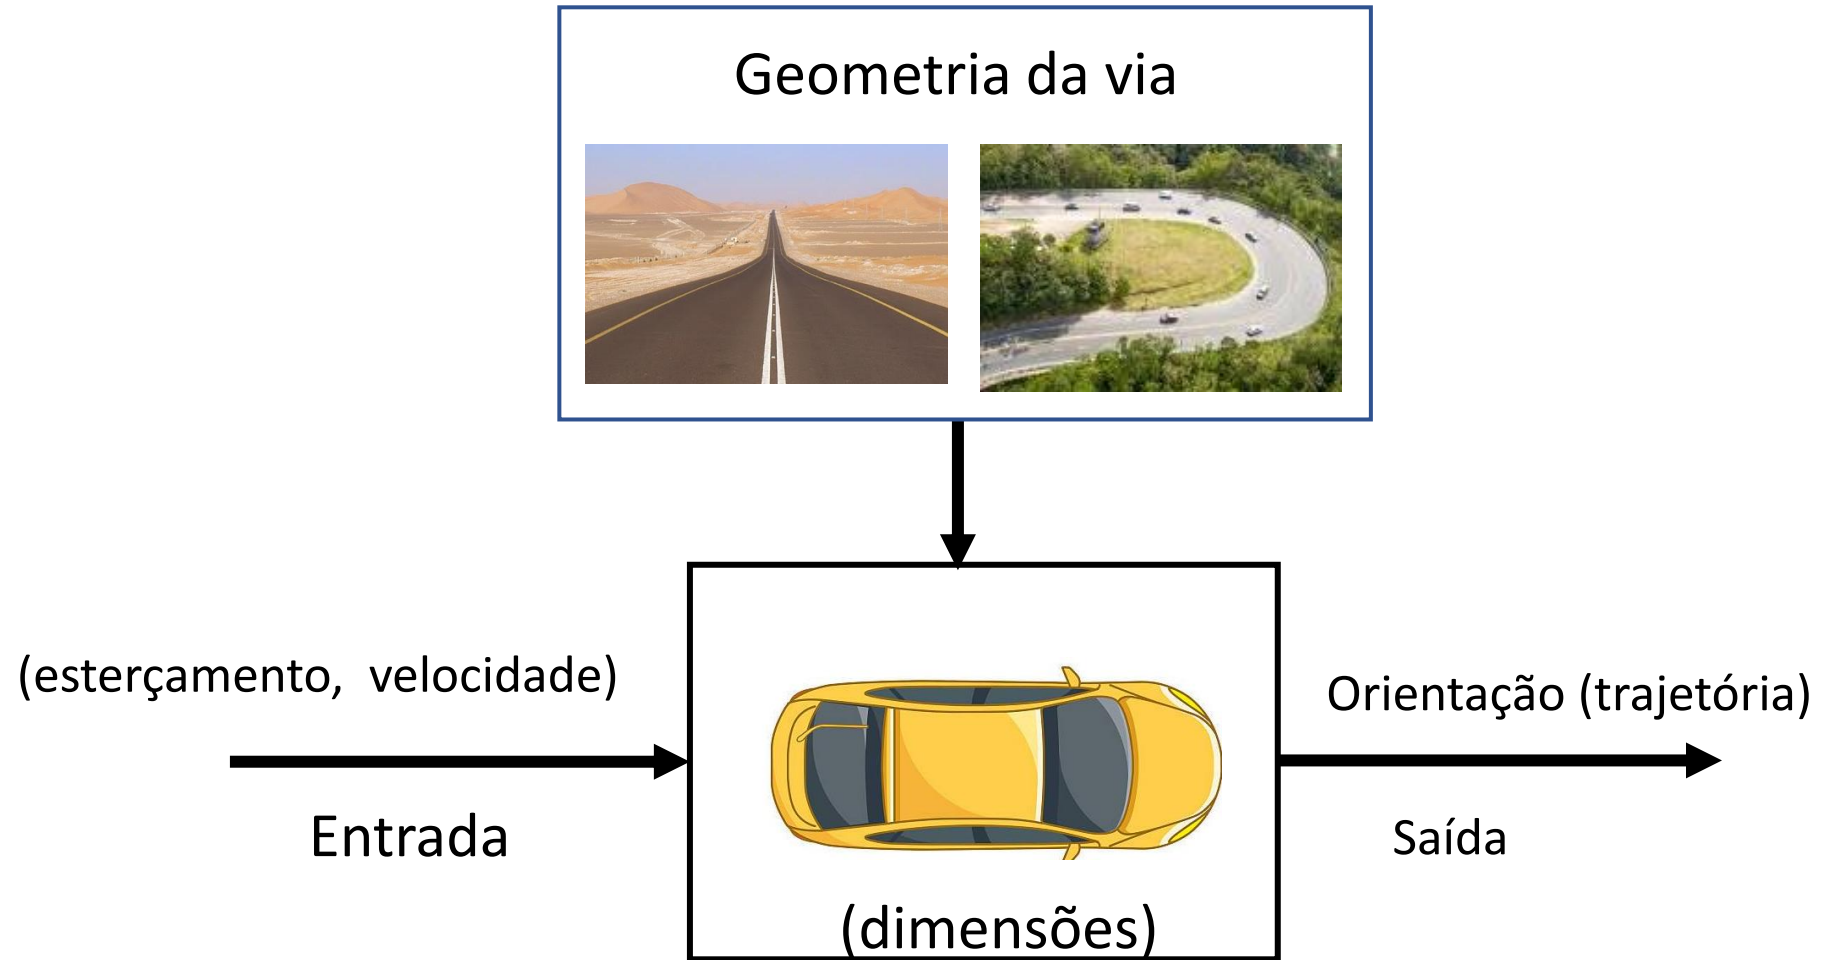 Geometria da via
(esterçamento, velocidade)
Orientação (trajetória)
Entrada
Saída
(dimensões)